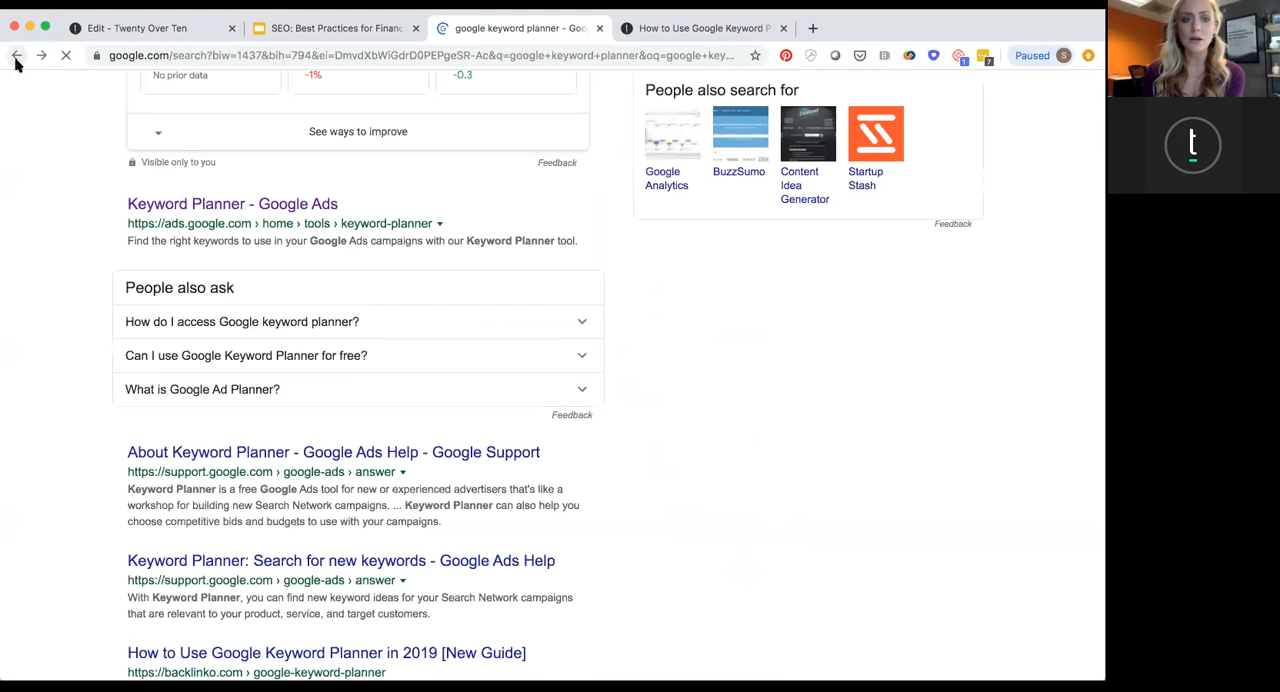 Edit - Twenty Over Ten
SEO: Best Practices for Financ
google keyword planner - Goo
How to Use Google Keyword P
google.com/search?biw=1437&bih=794&ei=DmvdXbWiGdrD0PEPgeSR-Ac&q=google+keyword+planner&oq=google+key...
1
7
Paused
S
No prior data
-1%
-0.3
See ways to improve
Visible only to you
Feedback
People also search for
Google
Analytics
BuzzSumo
Content
Idea
Generator
Startup
Stash
Feedback
Keyword Planner - Google Ads
https://ads.google.com › home › tools › keyword-planner
Find the right keywords to use in your Google Ads campaigns with our Keyword Planner tool.
People also ask
How do I access Google keyword planner?
Can I use Google Keyword Planner for free?
What is Google Ad Planner?
Feedback
About Keyword Planner - Google Ads Help - Google Support
https://support.google.com › google-ads › answer
Keyword Planner is a free Google Ads tool for new or experienced advertisers that's like a
workshop for building new Search Network campaigns. ... Keyword Planner can also help you
choose competitive bids and budgets to use with your campaigns.
Keyword Planner: Search for new keywords - Google Ads Help
https://support.google.com › google-ads › answer
With Keyword Planner, you can find new keyword ideas for your Search Network campaigns
that are relevant to your product, service, and target customers.
How to Use Google Keyword Planner in 2019 [New Guide]
https://backlinko.com › google-keyword-planner
t